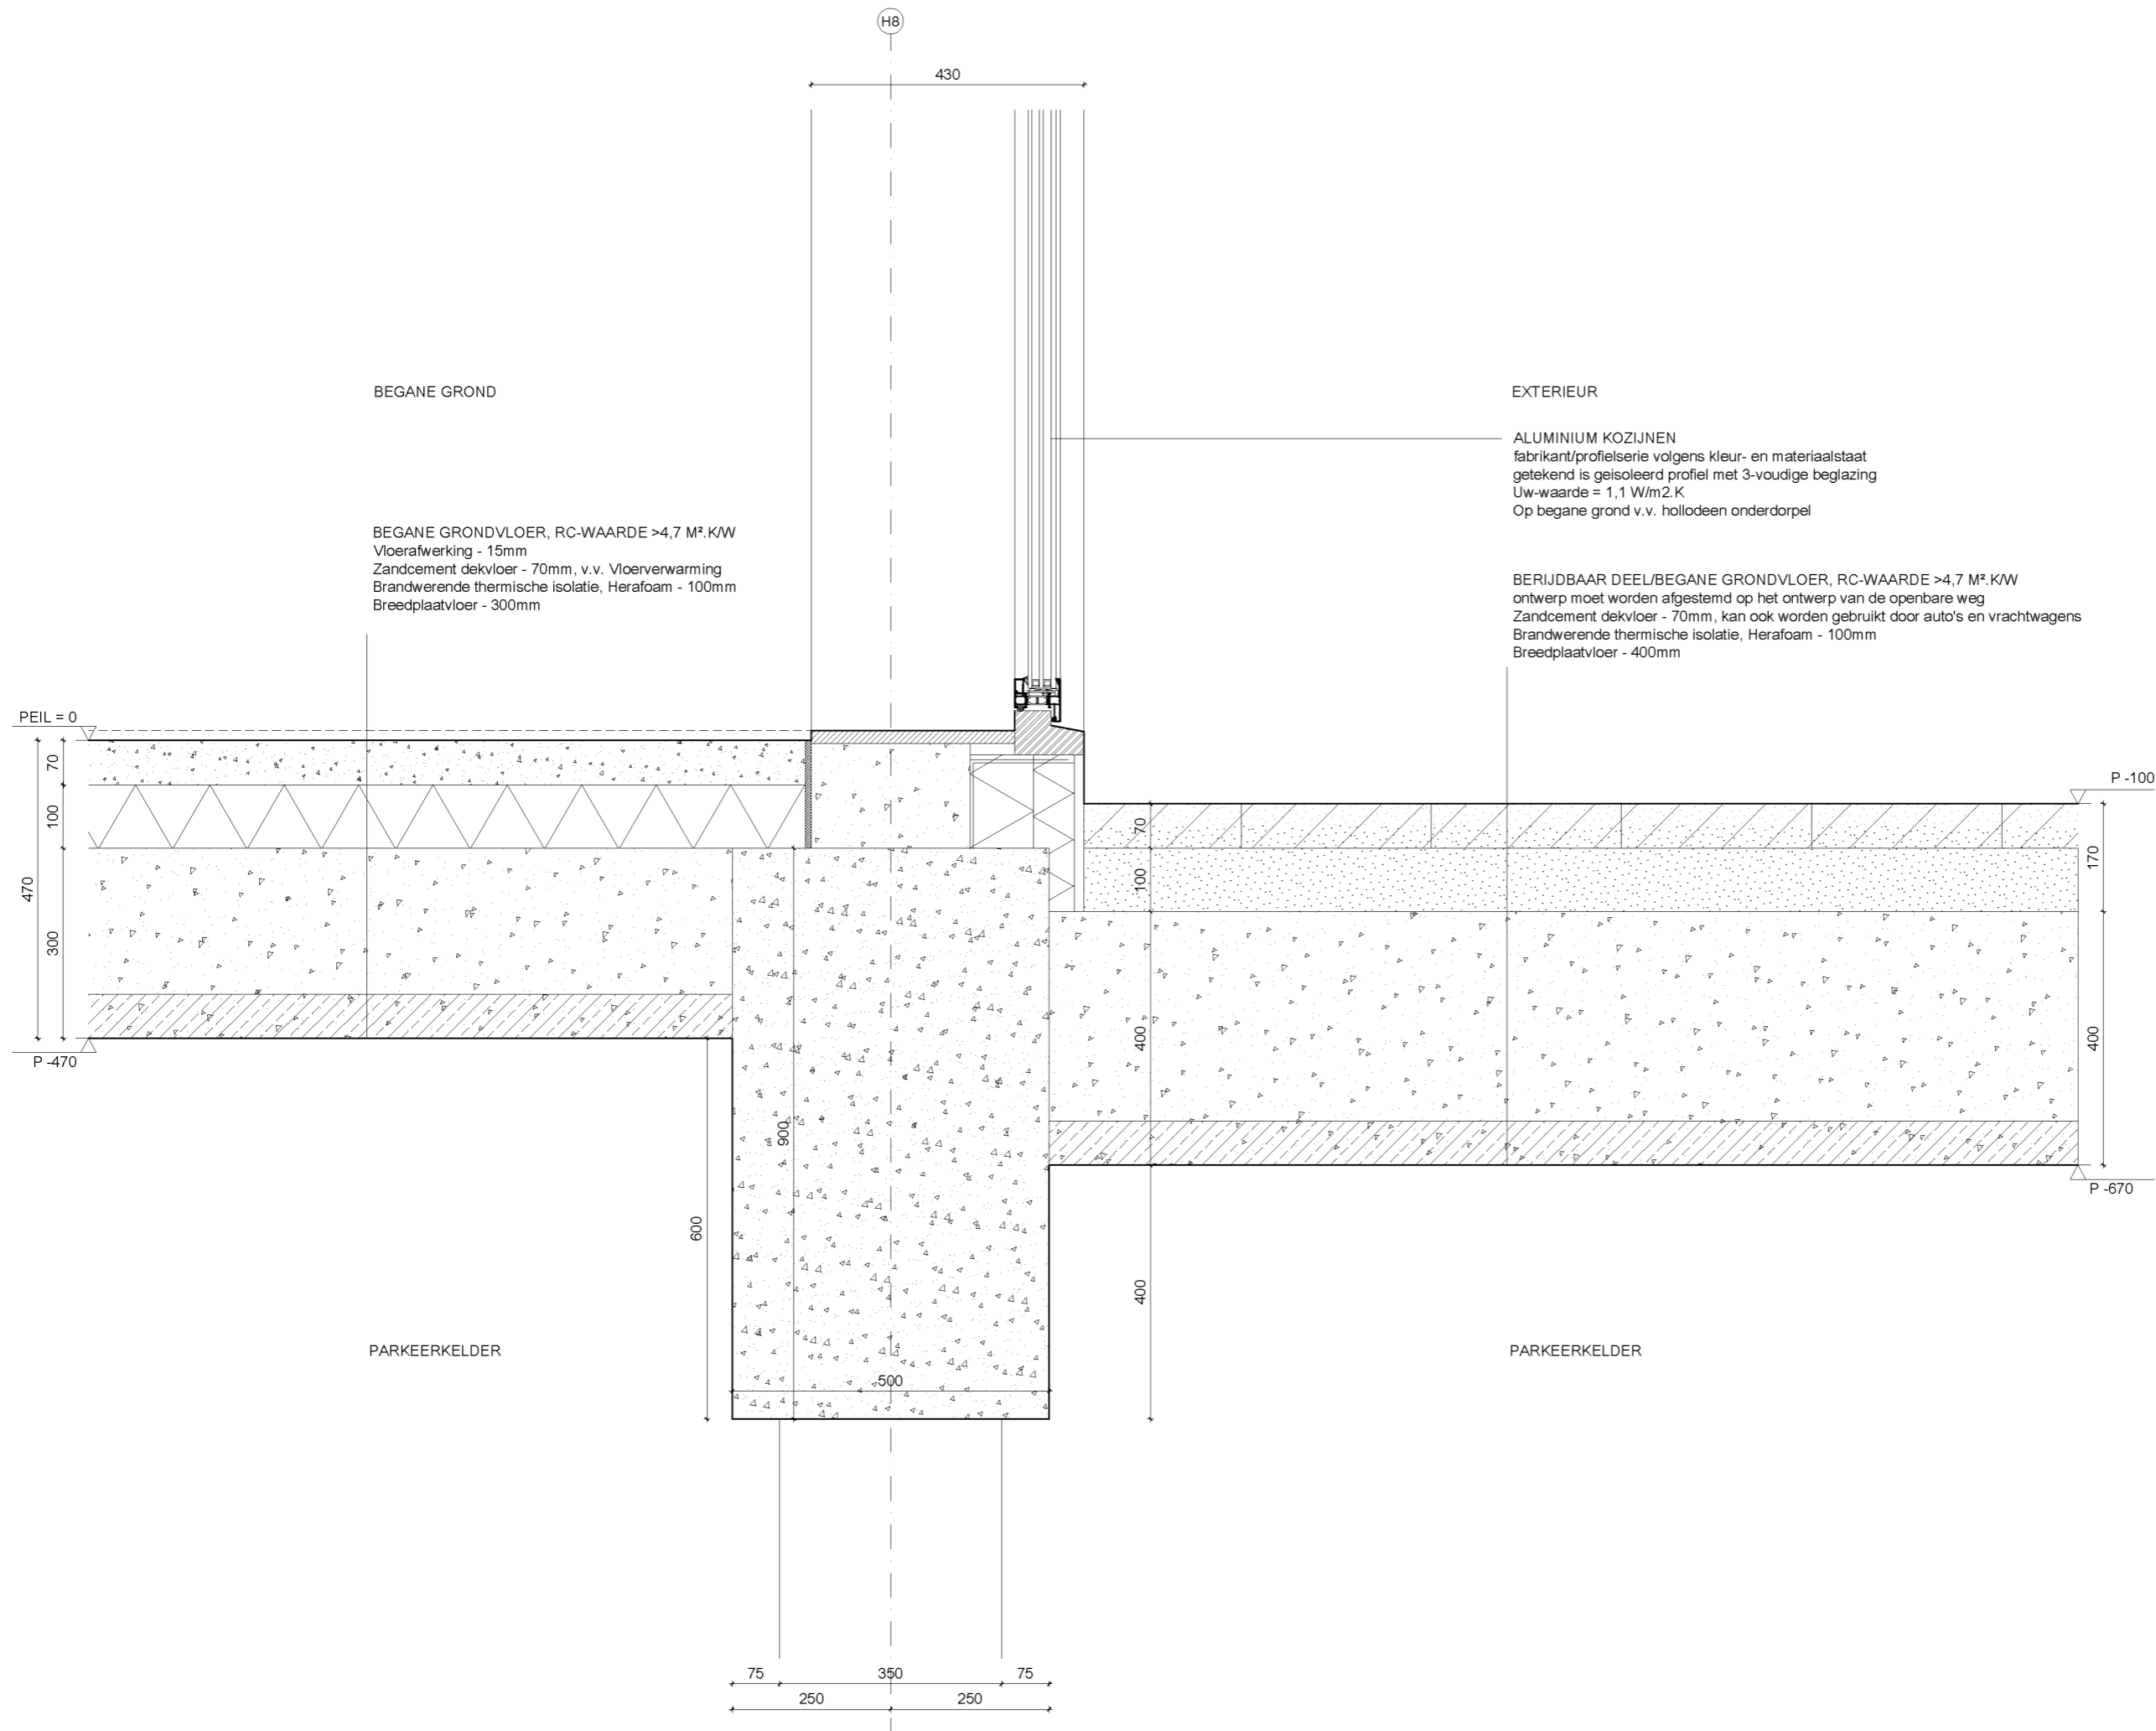 H8
430
BEGANE GROND
EXTERIEUR
ALUMINIUM KOZIJNEN
fabrikant/profielserie volgens kleur- en materiaalstaat
getekend is geisoleerd profiel met 3-voudige beglazing
Uw-waarde = 1,1 W/m2.K
Op begane grond v.v. hollodeen onderdorpel
BEGANE GRONDVLOER, RC-WAARDE >4,7 M².K/W
Vloerafwerking - 15mm
Zandcement dekvloer - 70mm, v.v. Vloerverwarming
Brandwerende thermische isolatie, Herafoam - 100mm
Breedplaatvloer - 300mm
BERIJDBAAR DEEL/BEGANE GRONDVLOER, RC-WAARDE >4,7 M².K/W
ontwerp moet worden afgestemd op het ontwerp van de openbare weg
Zandcement dekvloer - 70mm, kan ook worden gebruikt door auto's en vrachtwagens
Brandwerende thermische isolatie, Herafoam - 100mm
Breedplaatvloer - 400mm
PEIL = 0
P -100
70
100
470
300
70
100
170
400
400
P -470
900
P -670
600
400
PARKEERKELDER
PARKEERKELDER
500
75
350
75
250
250